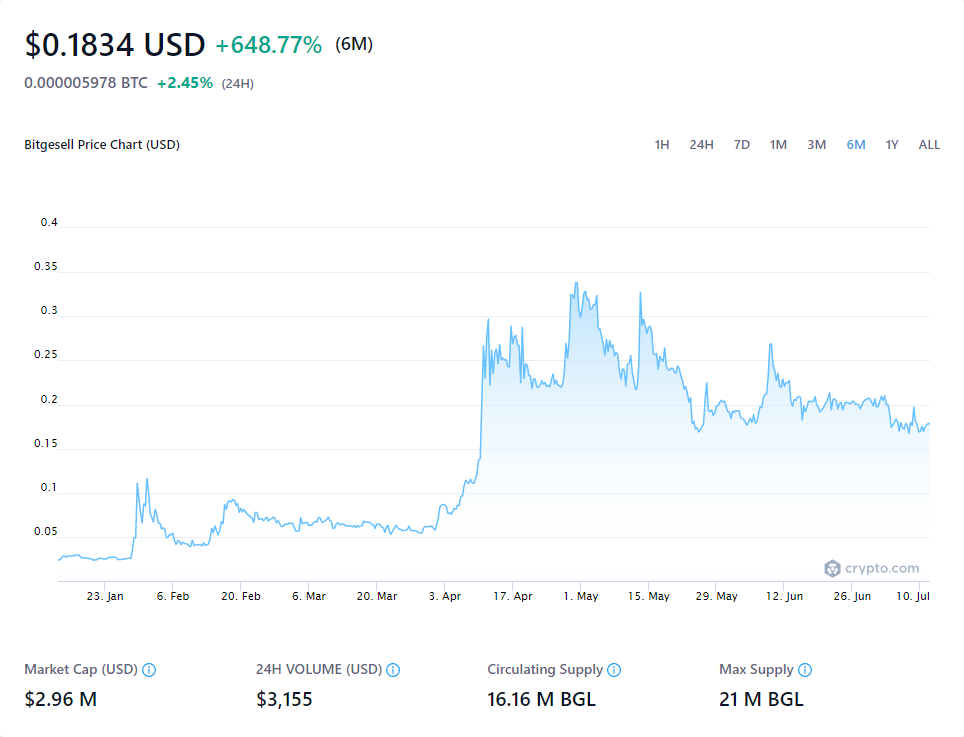 $0.1834 USD +648.77% (6M)
0.000005978 BTC +2.45% (24H)
Bitgesell Price Chart (USD) 1H 24H 7D 1M 3M 6M 1Y ALL
0.4
0.35
0.3
0.25
0.2
0.15
0.1
0.05
crypto.com
23. Jan 6. Feb 20. Feb 6. Mar 20. Mar 3. Apr 17. Apr 1. May 15. May 29. May 12. Jun 26. Jun 10. Jul
Market Cap (USD) 24H VOLUME (USD) Circulating Supply Max Supply
$2.96 M $3,155 16.16 M BGL 21 M BGL